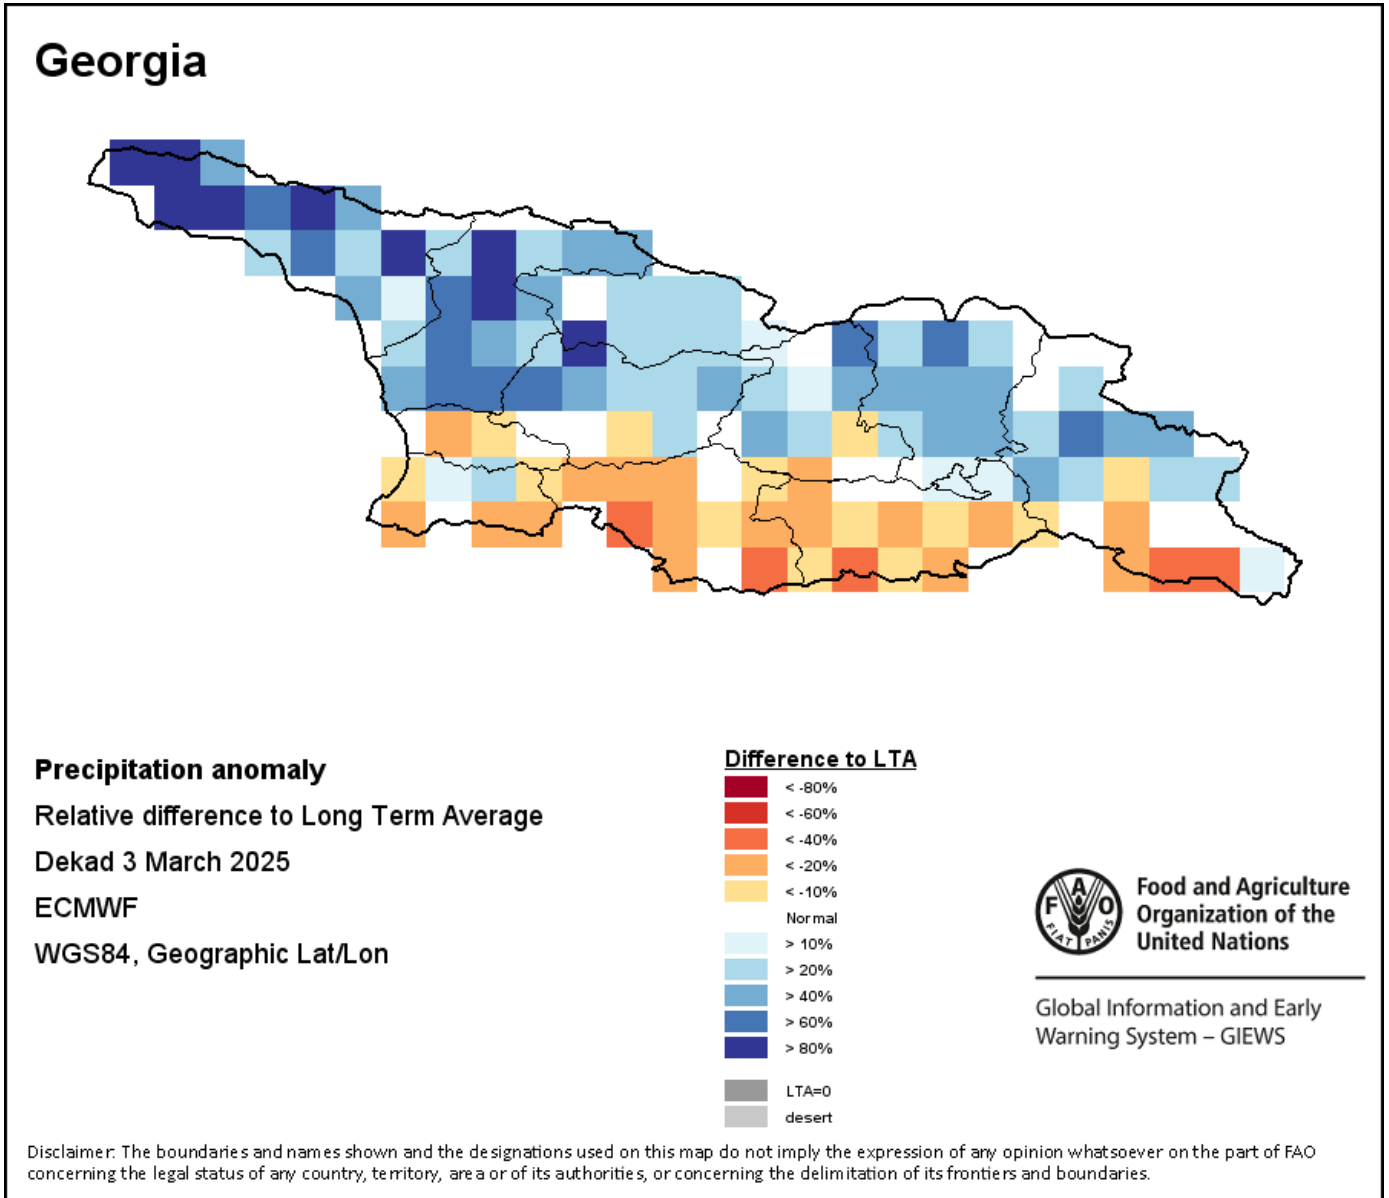 Georgia
Precipitation anomaly
Relative difference to Long Term Average
Dekad 3 March 2025
ECMWF
WGS84, Geographic Lat/Lon
Difference to LTA
< -80%
< -60%
< -40%
< -20%
< -10%
Normal
> 10%
> 20%
> 40%
> 60%
> 80%
LTA=0
desert
F A O
FIAT PANIS
Food and Agriculture
Organization of the
United Nations
Global Information and Early
Warning System – GIEWS
Disclaimer: The boundaries and names shown and the designations used on this map do not imply the expression of any opinion whatsoever on the part of FAO
concerning the legal status of any country, territory, area or of its authorities, or concerning the delimitation of its frontiers and boundaries.